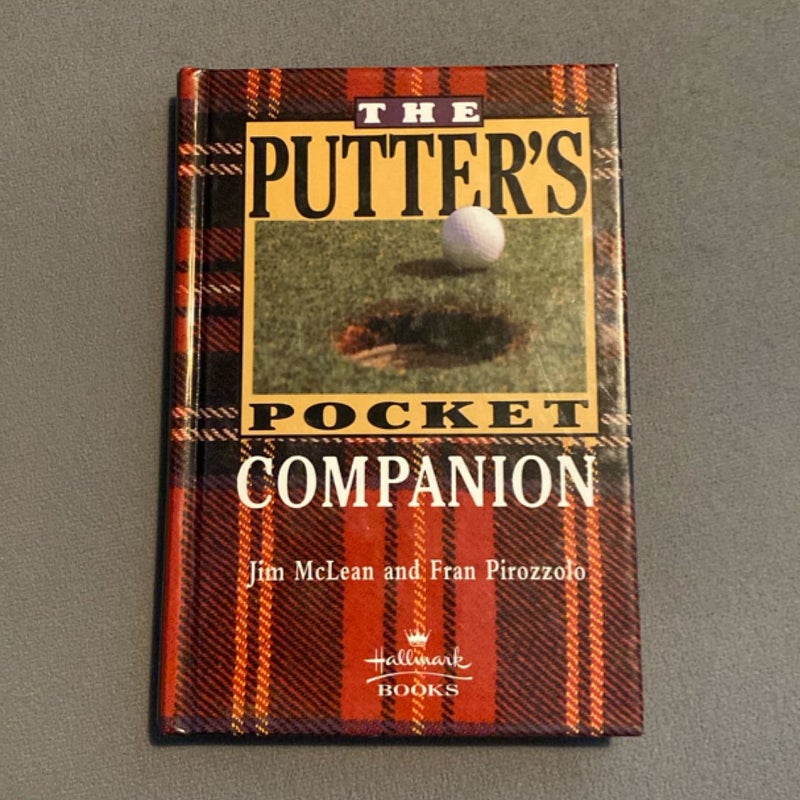 THE
PUTTER'S
POCKET
COMPANION
Jim McLean and Fran Pirozzolo
Hallmark
BOOKS